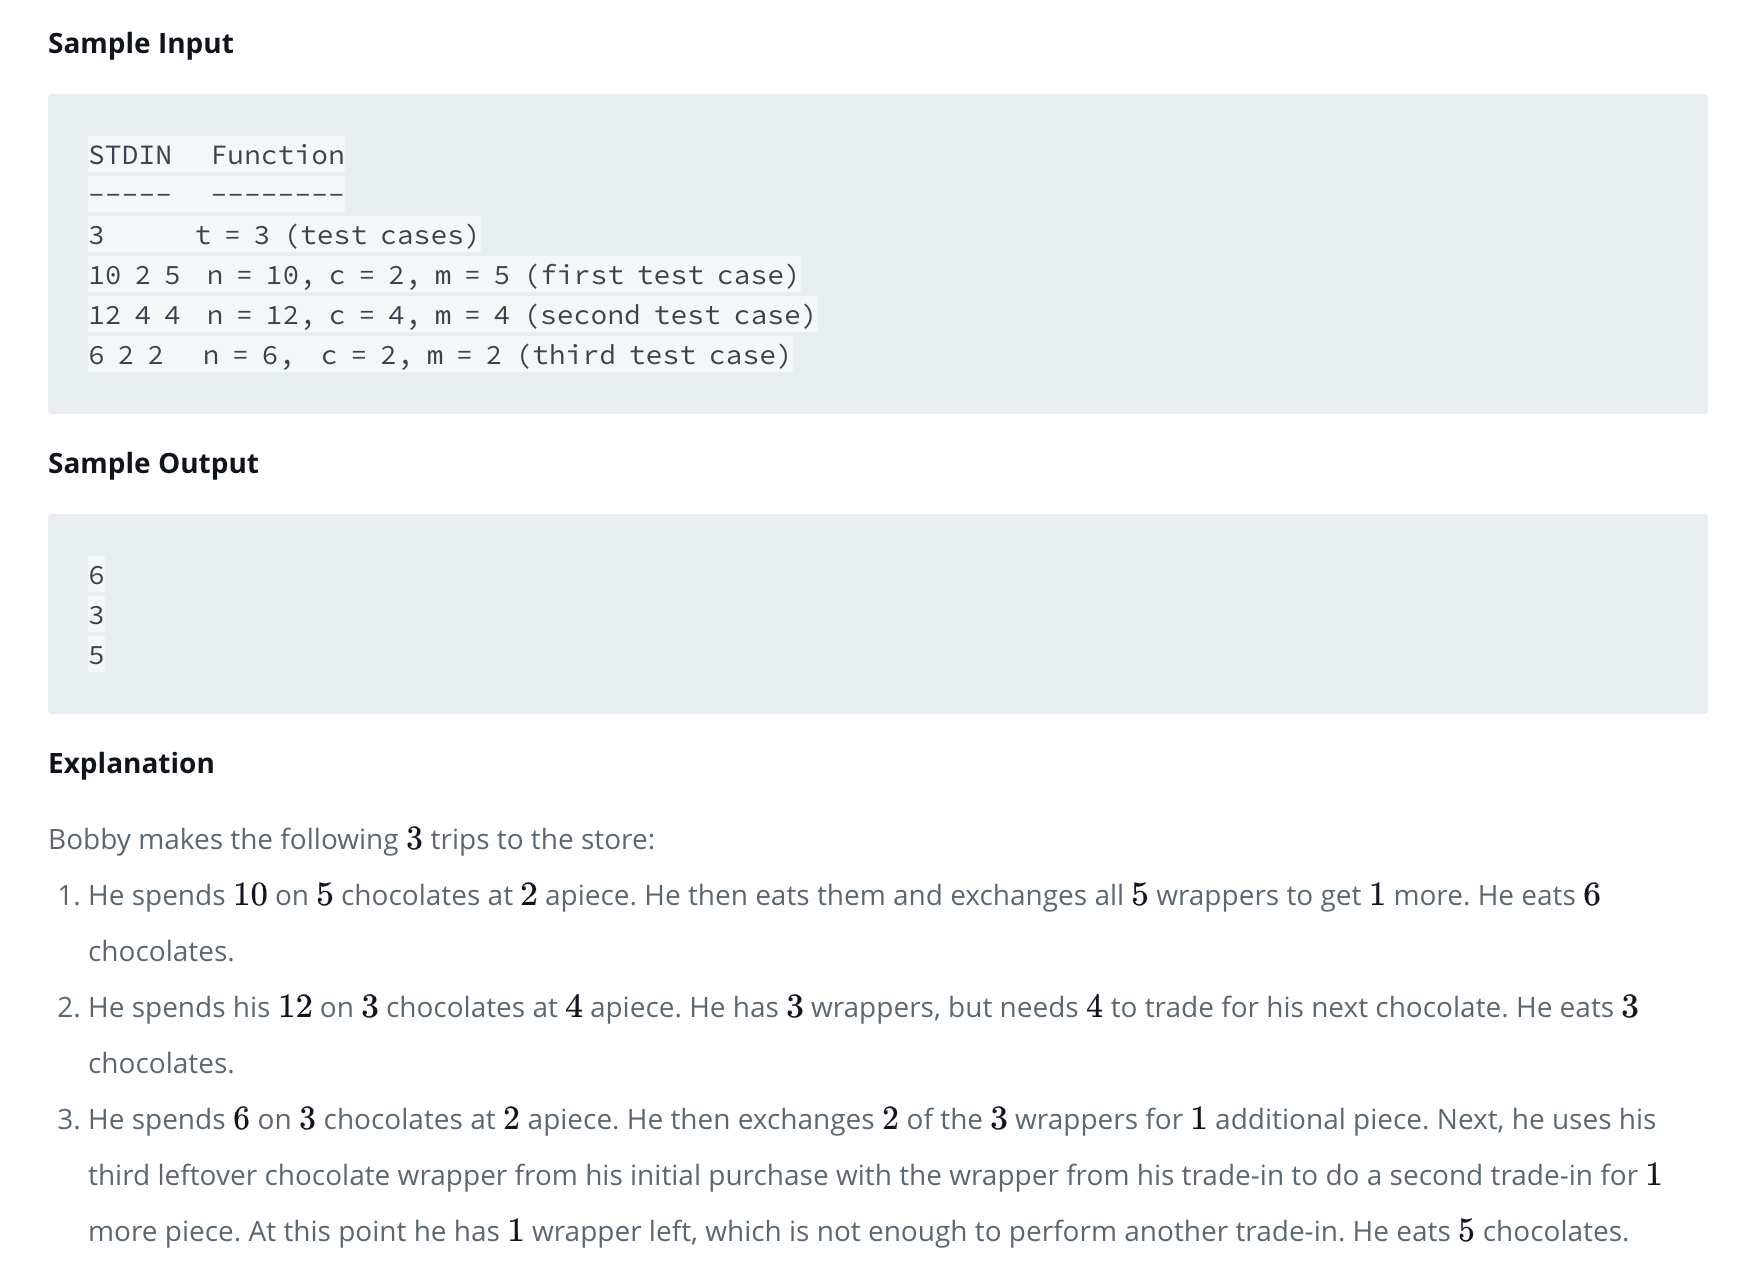 Sample Input
STDIN   Function
-----   --------
3       t = 3 (test cases)
10 2 5  n = 10, c = 2, m = 5 (first test case)
12 4 4  n = 12, c = 4, m = 4 (second test case)
6 2 2   n = 6,  c = 2, m = 2 (third test case)
Sample Output
6
3
5
Explanation
Bobby makes the following 3 trips to the store:
1. He spends 10 on 5 chocolates at 2 apiece. He then eats them and exchanges all 5 wrappers to get 1 more. He eats 6
chocolates.
2. He spends his 12 on 3 chocolates at 4 apiece. He has 3 wrappers, but needs 4 to trade for his next chocolate. He eats 3
chocolates.
3. He spends 6 on 3 chocolates at 2 apiece. He then exchanges 2 of the 3 wrappers for 1 additional piece. Next, he uses his
third leftover chocolate wrapper from his initial purchase with the wrapper from his trade-in to do a second trade-in for 1
more piece. At this point he has 1 wrapper left, which is not enough to perform another trade-in. He eats 5 chocolates.